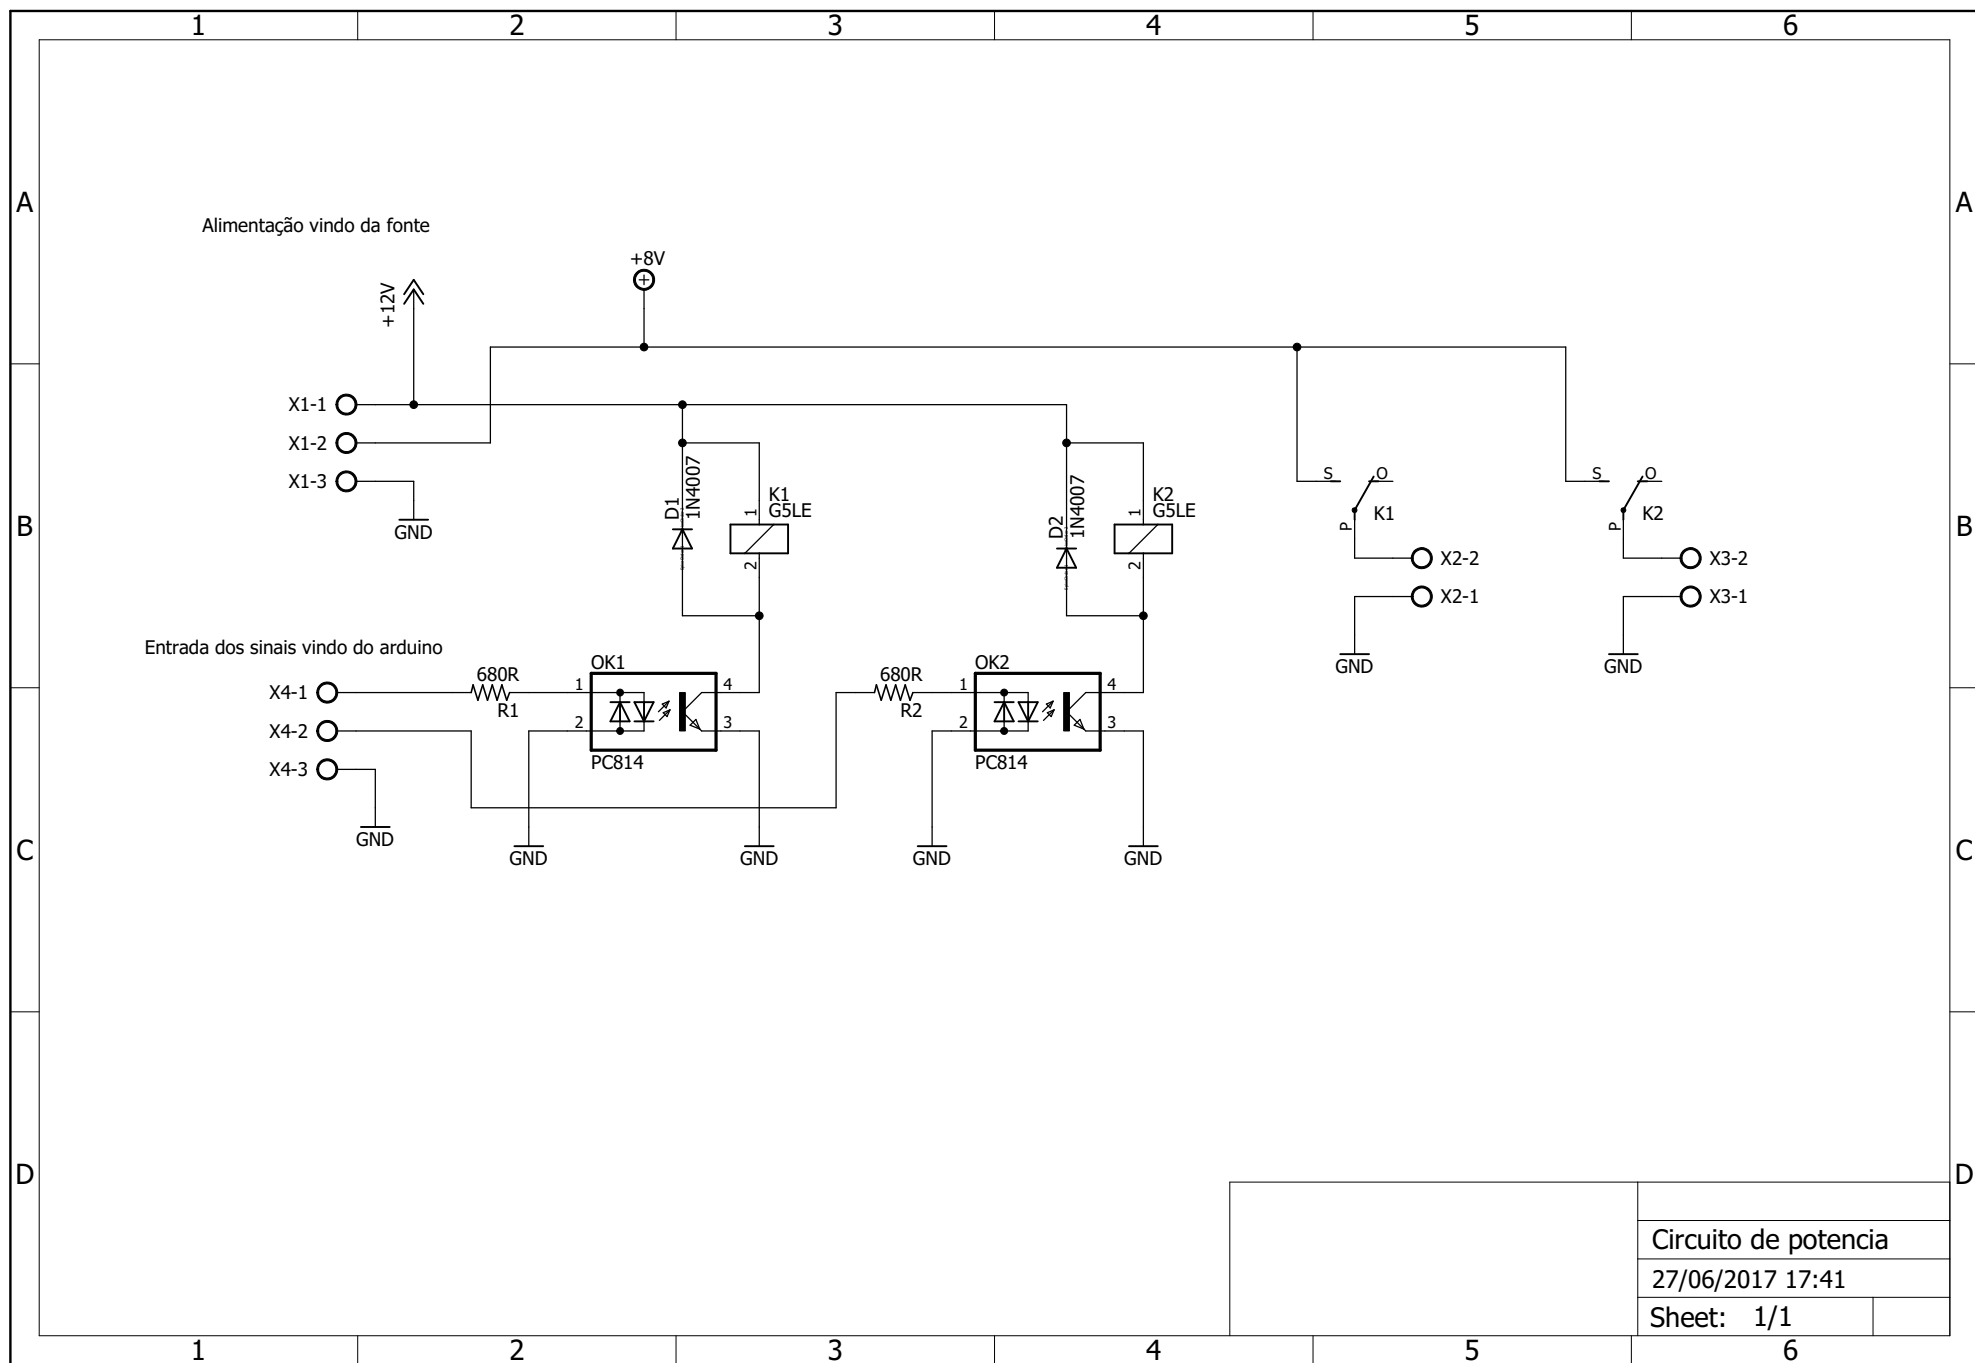 1 2 3 4 5 6
A A
Alimentação vindo da fonte
+8V
+12V
X1-1
X1-2
X1-3
GND
B B
D1
1N4007
K1
G5LE
1
2
D2
1N4007
K2
G5LE
1
2
S O
P K1
X2-2
X2-1
GND
S O
P K2
X3-2
X3-1
GND
Entrada dos sinais vindo do arduino
X4-1
X4-2
X4-3
GND
680R
R1
OK1
1 4
2 3
PC814
GND GND
680R
R2
OK2
1 4
2 3
PC814
GND GND
C C
D D
Circuito de potencia
27/06/2017 17:41
Sheet: 1/1
1 2 3 4 5 6